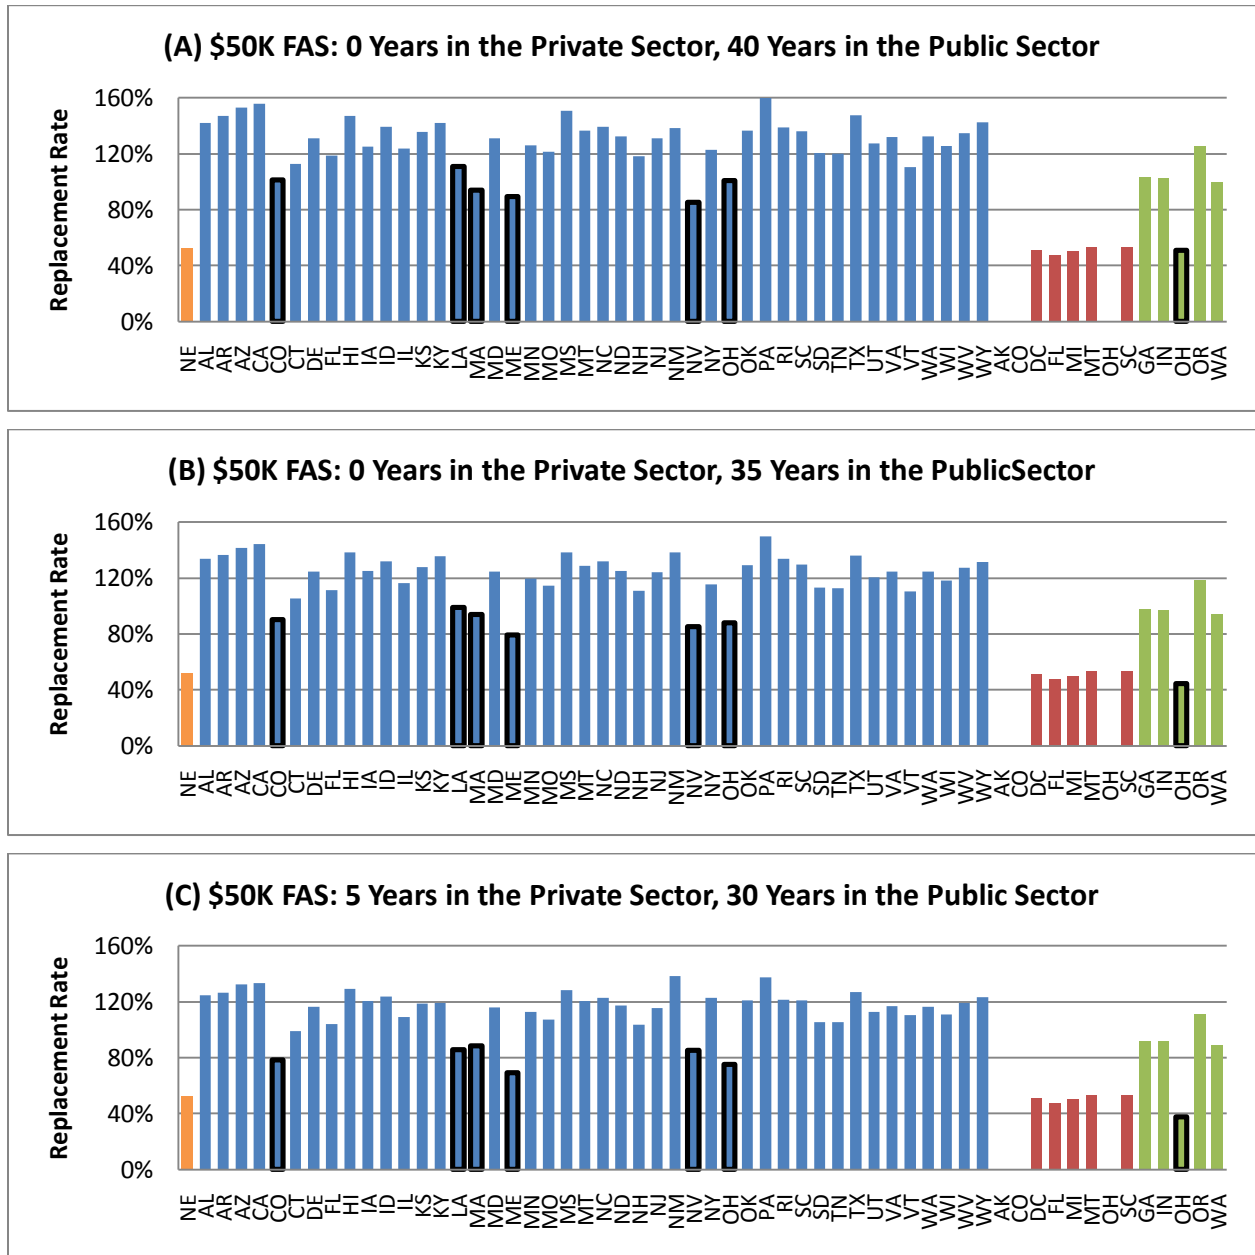 (A) $50K FAS: 0 Years in the Private Sector, 40 Years in the Public Sector
Replacement Rate
160%
120%
80%
40%
0%
NE AL AR AZ CA CO CT DE FL HI IA ID IL KS KY LA MA MD ME MN MO MS MT NC ND NH NJ NM NV NY OH OK PA RI SC SD TN TX UT VA VT WA WI WV WY AK CO DC FL MI MT OH SC GA IN OH OR WA
(B) $50K FAS: 0 Years in the Private Sector, 35 Years in the PublicSector
Replacement Rate
160%
120%
80%
40%
0%
NE AL AR AZ CA CO CT DE FL HI IA ID IL KS KY LA MA MD ME MN MO MS MT NC ND NH NJ NM NV NY OH OK PA RI SC SD TN TX UT VA VT WA WI WV WY AK CO DC FL MI MT OH SC GA IN OH OR WA
(C) $50K FAS: 5 Years in the Private Sector, 30 Years in the Public Sector
Replacement Rate
160%
120%
80%
40%
0%
NE AL AR AZ CA CO CT DE FL HI IA ID IL KS KY LA MA MD ME MN MO MS MT NC ND NH NJ NM NV NY OH OK PA RI SC SD TN TX UT VA VT WA WI WV WY AK CO DC FL MI MT OH SC GA IN OH OR WA